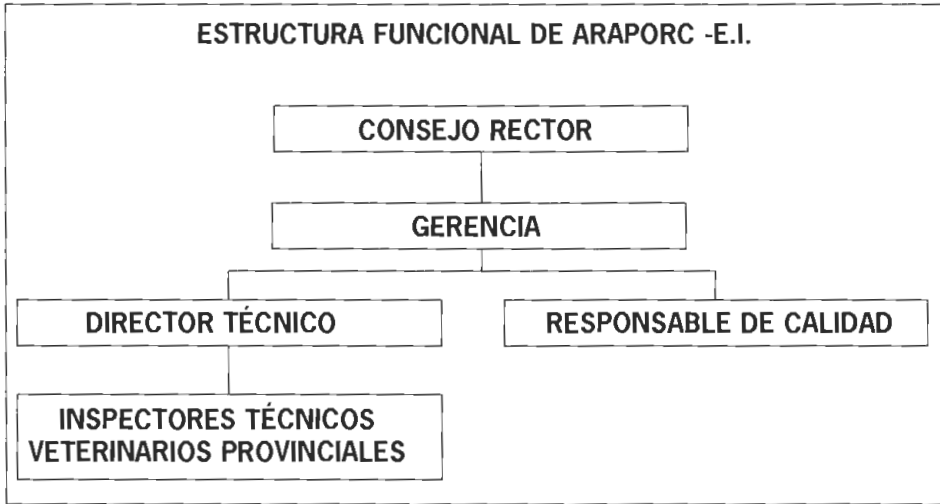 ESTRUCTURA FUNCIONAL DE ARAPORC -E.I.
CONSEJO RECTOR
GERENCIA
DIRECTOR TÉCNICO
RESPONSABLE DE CALIDAD
INSPECTORES TÉCNICOS
VETERINARIOS PROVINCIALES